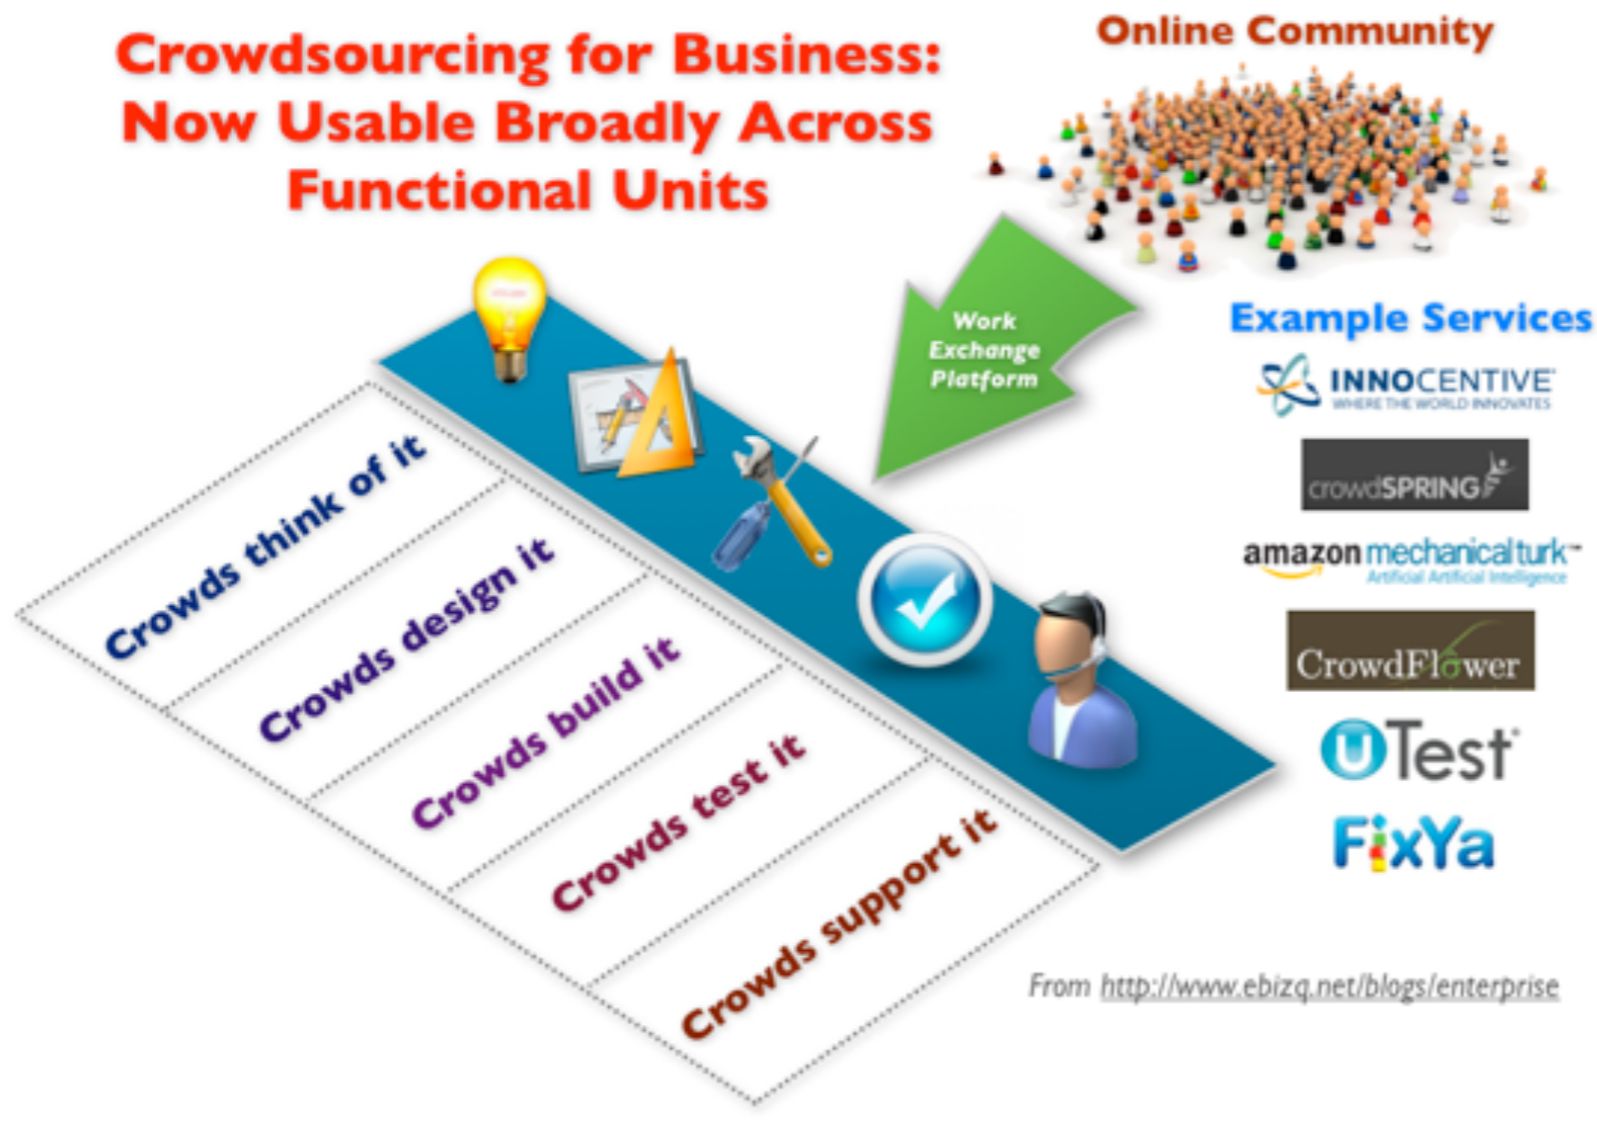 Crowdsourcing for Business:
Now Usable Broadly Across
Functional Units
Online Community
Work
Exchange
Platform
Example Services
INNOCENTIVE®
WHERE THE WORLD INNOVATES
crowdSPRING
amazon mechanical turk™
Artificial Artificial Intelligence
CrowdFlower
uTest®
FixYa
Crowds think of it
Crowds design it
Crowds build it
Crowds test it
Crowds support it
From http://www.ebizq.net/blogs/enterprise